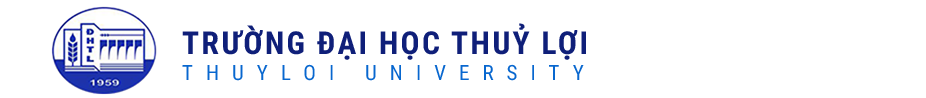 ĐHTL
1959
TRƯỜNG ĐẠI HỌC THUỶ LỢI
THUYLOI UNIVERSITY